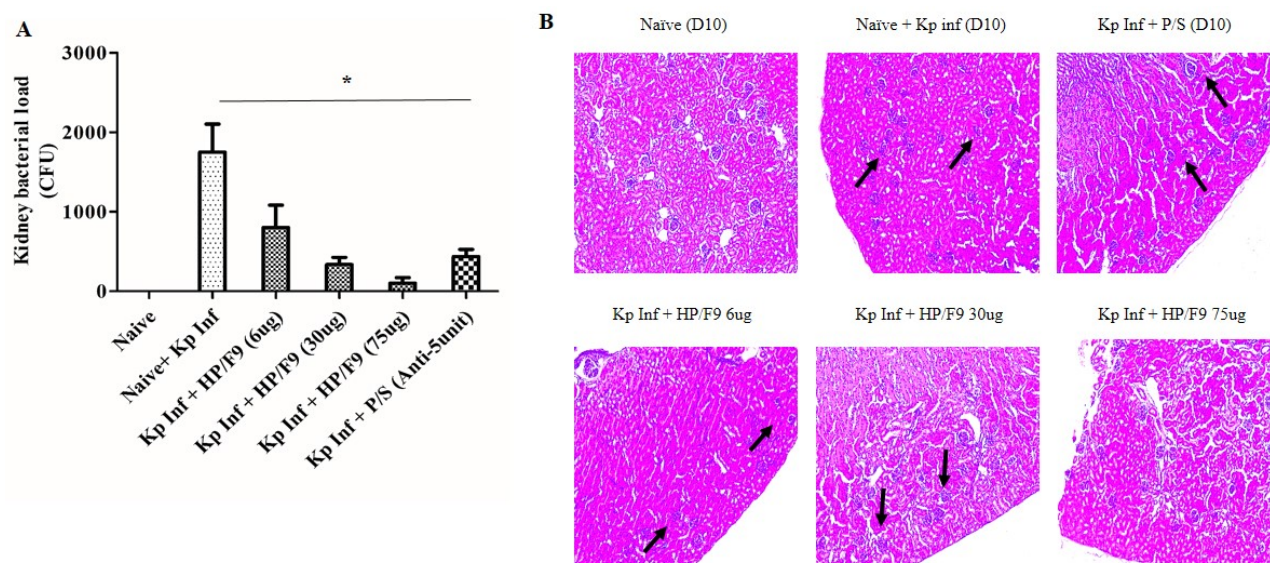 A
Kidney bacterial load
(CFU)
3000
2000
1000
0
*
Naive
Naive+ Kp Inf
Kp Inf + HP/F9 (6ug)
Kp Inf + HP/F9 (30ug)
Kp Inf + HP/F9 (75ug)
Kp Inf + P/S (Anti-5unit)
B
Naïve (D10)
Naïve + Kp inf (D10)
Kp Inf + P/S (D10)
Kp Inf + HP/F9 6ug
Kp Inf + HP/F9 30ug
Kp Inf + HP/F9 75ug